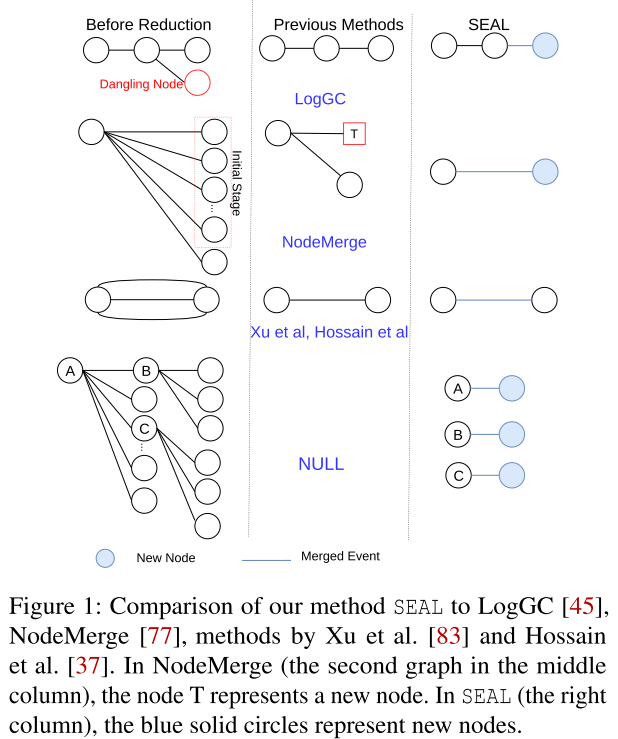 Before Reduction
Previous Methods
SEAL
Dangling Node
LogGC
Initial Stage
T
NodeMerge
Xu et al, Hossain et al
A
B
C
NULL
A
B
C
New Node
Merged Event
Figure 1: Comparison of our method SEAL to LogGC [45],
NodeMerge [77], methods by Xu et al. [83] and Hossain
et al. [37]. In NodeMerge (the second graph in the middle
column), the node T represents a new node. In SEAL (the right
column), the blue solid circles represent new nodes.